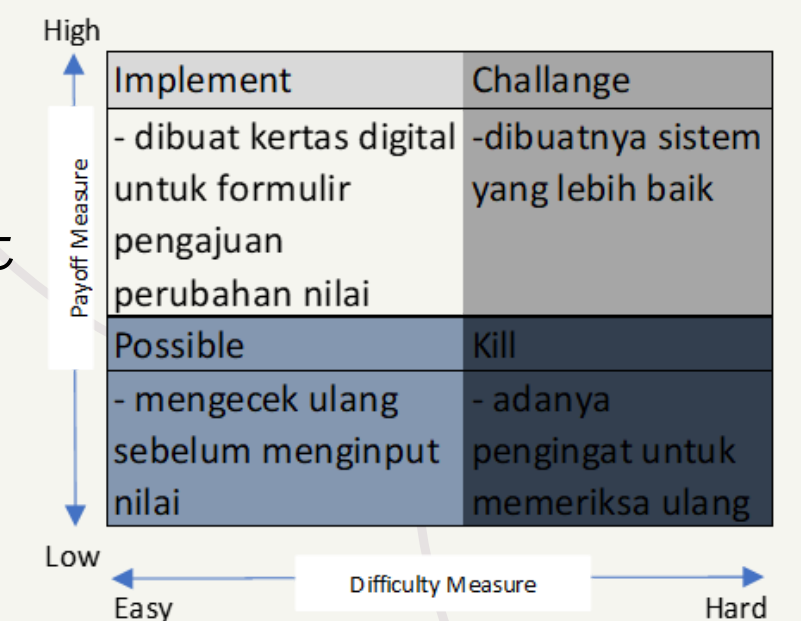 High
Implement
Challange
- dibuat kertas digital
untuk formulir
pengajuan
perubahan nilai
-dibuatnya sistem
yang lebih baik
Payoff Measure
Possible
Kill
- mengecek ulang
sebelum menginput
nilai
- adanya
pengingat untuk
memeriksa ulang
Low
Difficulty Measure
Easy
Hard